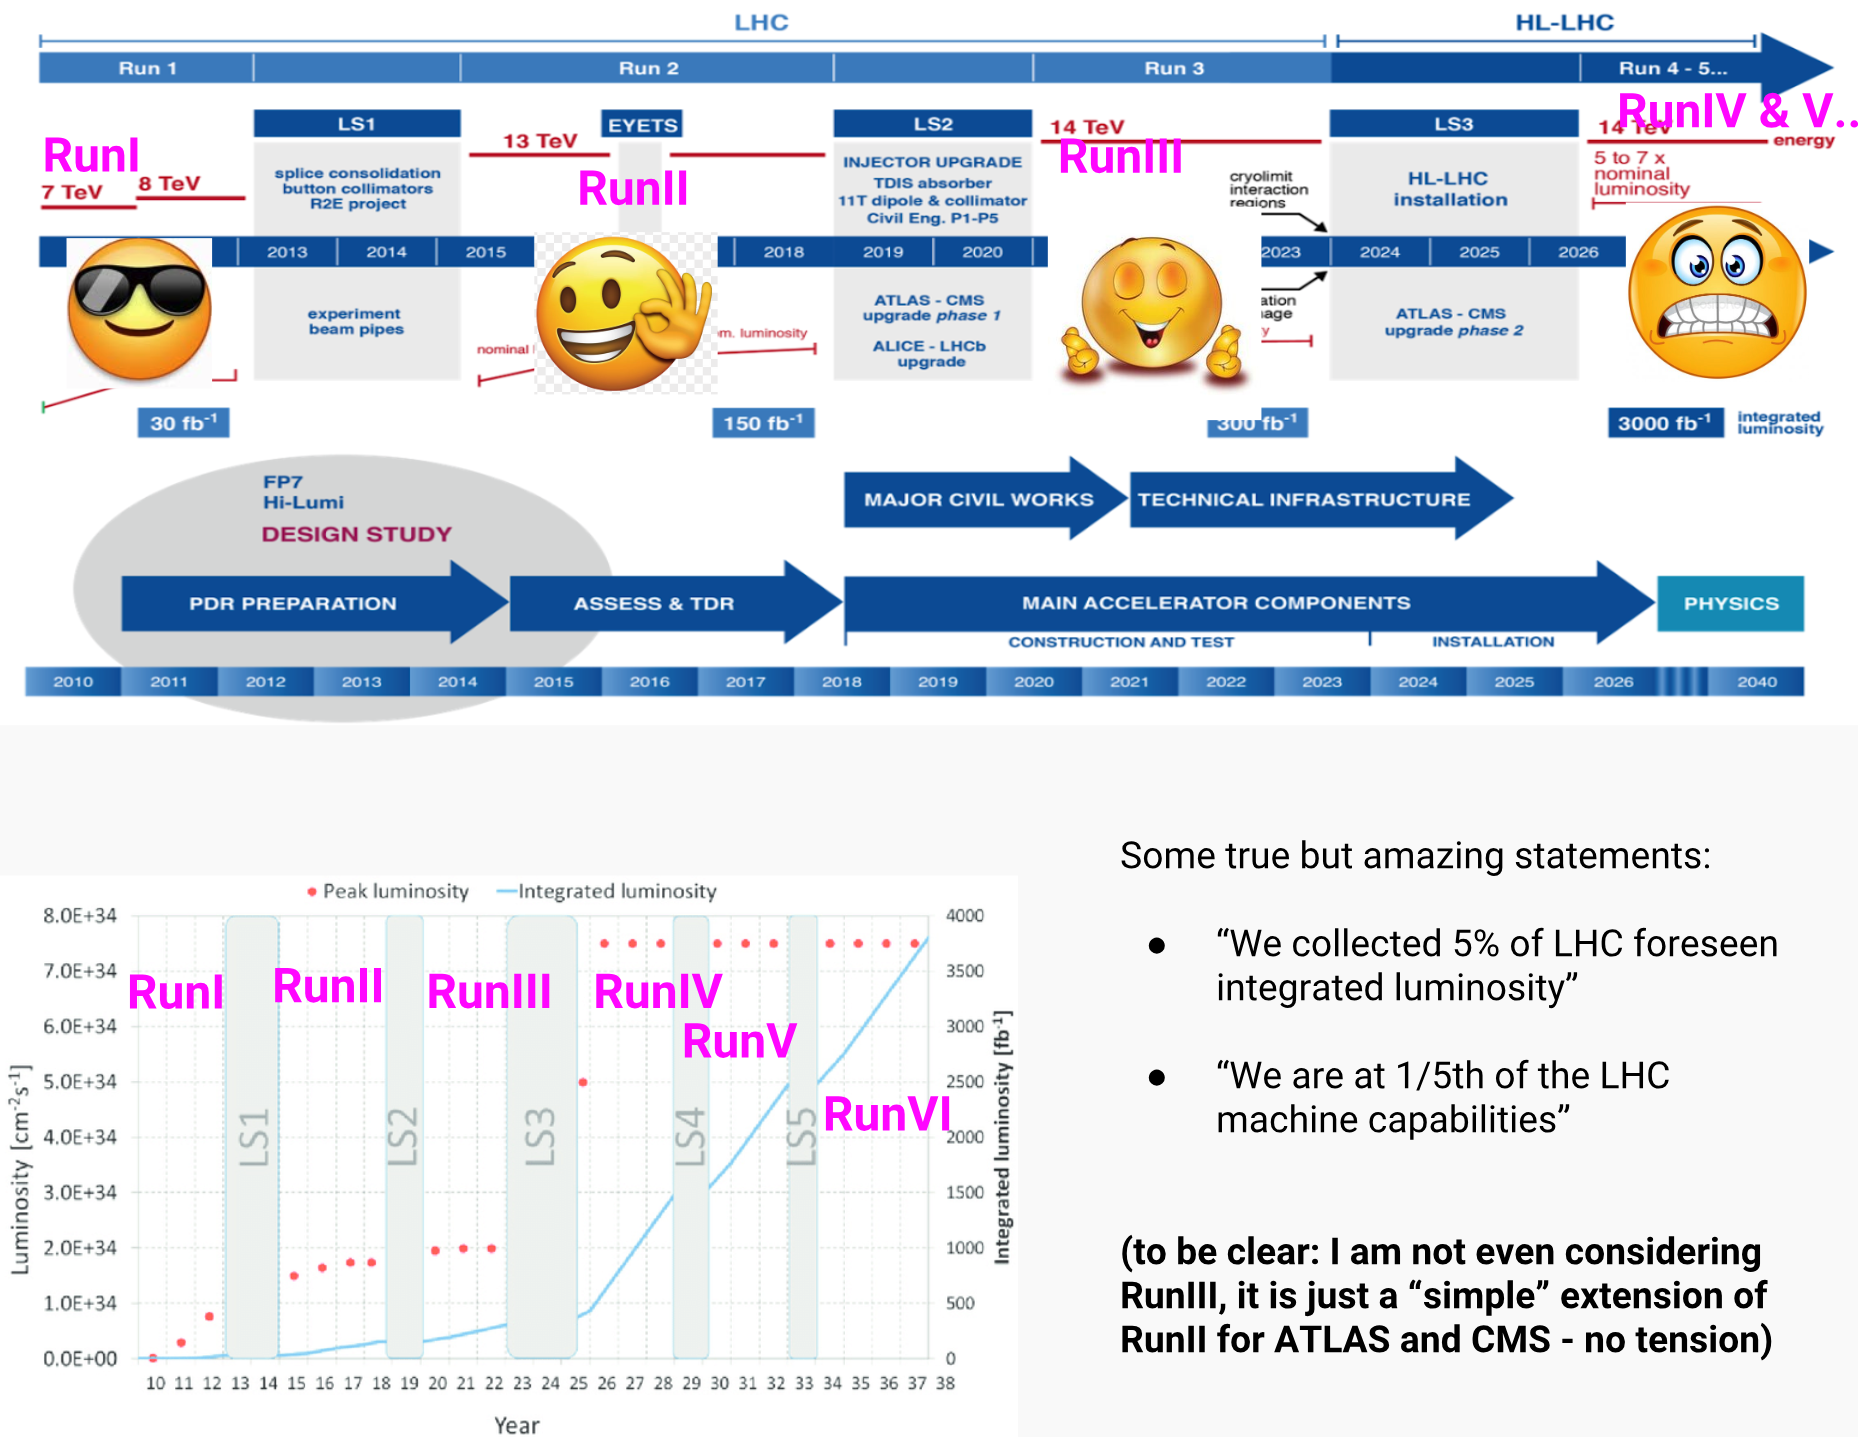 LHC
HL-LHC
Run 1
Run 2
Run 3
Run 4 - 5...
LS1
EYETS
LS2
LS3
RunI
RunII
RunIII
RunIV & V..
7 TeV
8 TeV
13 TeV
14 TeV
14 TeV
energy
splice consolidation
button collimators
R2E project
INJECTOR UPGRADE
TDIS absorber
11T dipole & collimator
Civil Eng. P1-P5
cryolimit
interaction
regions
HL-LHC
installation
5 to 7 x
nominal
luminosity
2013
2014
2015
2018
2019
2020
2023
2024
2025
2026
experiment
beam pipes
nominal
m. luminosity
ATLAS - CMS
upgrade phase 1
ALICE - LHCb
upgrade
ATLAS - CMS
upgrade phase 2
30 fb-1
150 fb-1
300 fb-1
3000 fb-1
integrated
luminosity
FP7
Hi-Lumi
DESIGN STUDY
MAJOR CIVIL WORKS
TECHNICAL INFRASTRUCTURE
PDR PREPARATION
ASSESS & TDR
MAIN ACCELERATOR COMPONENTS
PHYSICS
CONSTRUCTION AND TEST
INSTALLATION
2010 2011 2012 2013 2014 2015 2016 2017 2018 2019 2020 2021 2022 2023 2024 2025 2026 2040
Peak luminosity
Integrated luminosity
8.0E+34
7.0E+34
6.0E+34
5.0E+34
4.0E+34
3.0E+34
2.0E+34
1.0E+34
0.0E+00
Luminosity [cm-2s-1]
RunI
RunII
RunIII
RunIV
RunV
RunVI
LS1
LS2
LS3
LS4
LS5
4000
3500
3000
2500
2000
1500
1000
500
0
Integrated luminosity [fb-1]
10 11 12 13 14 15 16 17 18 19 20 21 22 23 24 25 26 27 28 29 30 31 32 33 34 35 36 37 38
Year
Some true but amazing statements:
● “We collected 5% of LHC foreseen
integrated luminosity”
● “We are at 1/5th of the LHC
machine capabilities”
(to be clear: I am not even considering
RunIII, it is just a “simple” extension of
RunII for ATLAS and CMS - no tension)